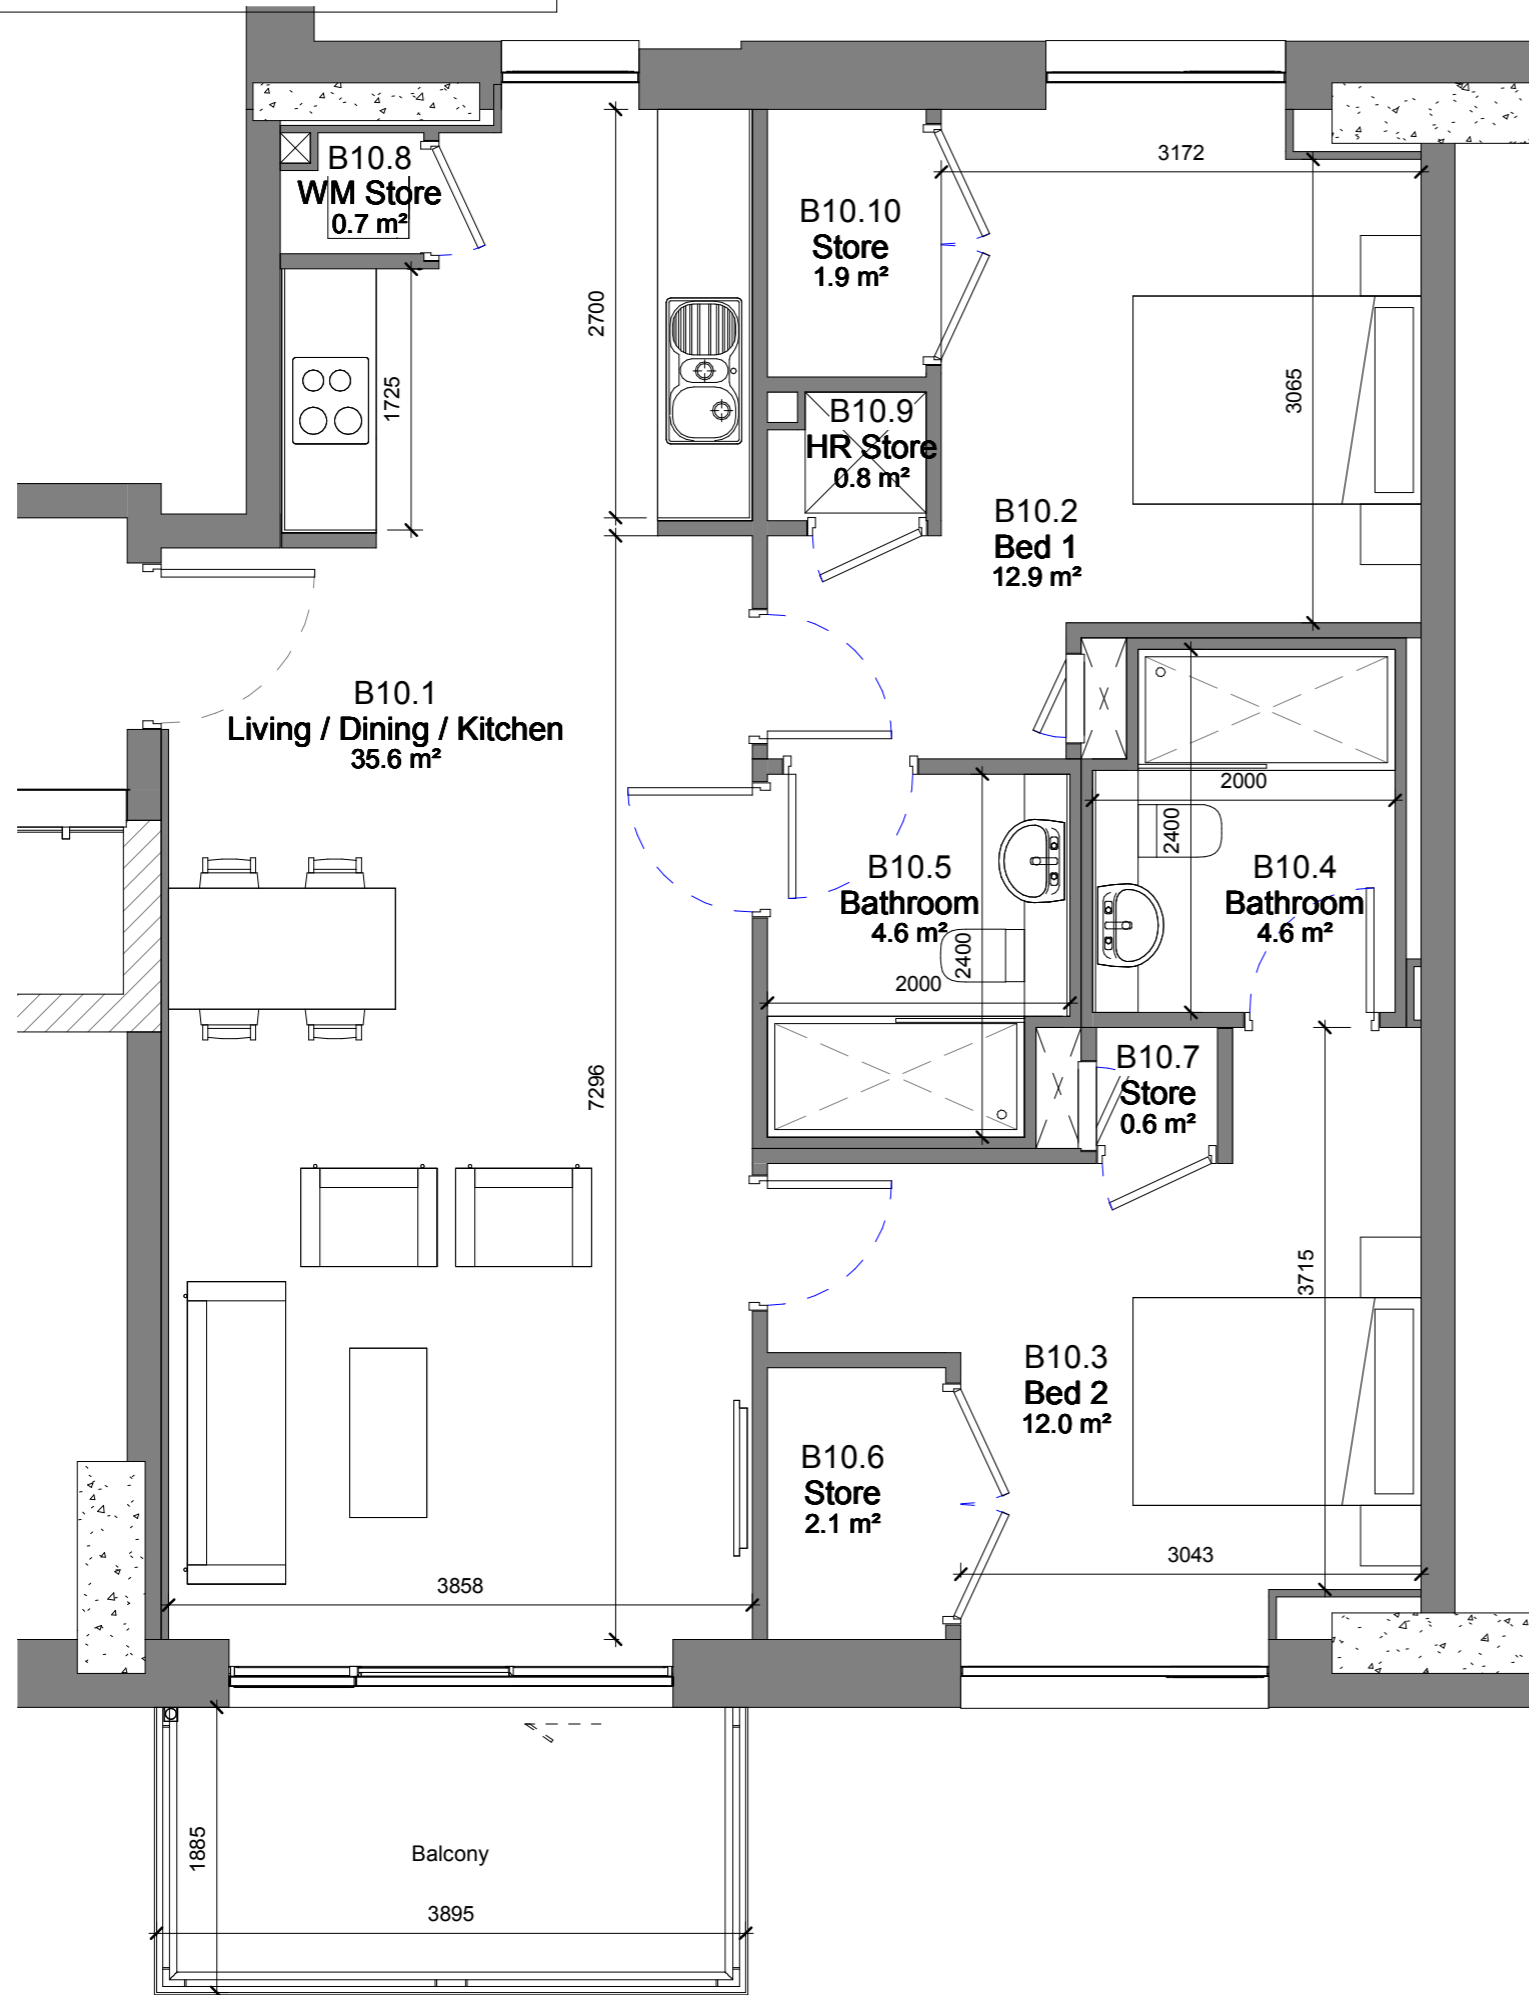 B10.8
WM Store
0.7 m²
B10.10
Store
1.9 m²
3172
2700
1725
3065
B10.9
HR Store
0.8 m²
B10.2
Bed 1
12.9 m²
B10.1
Living / Dining / Kitchen
35.6 m²
2000
2400
B10.5
Bathroom
4.6 m²
2400
2000
B10.4
Bathroom
4.6 m²
B10.7
Store
0.6 m²
7296
3715
B10.3
Bed 2
12.0 m²
B10.6
Store
2.1 m²
3043
3858
1885
Balcony
3895